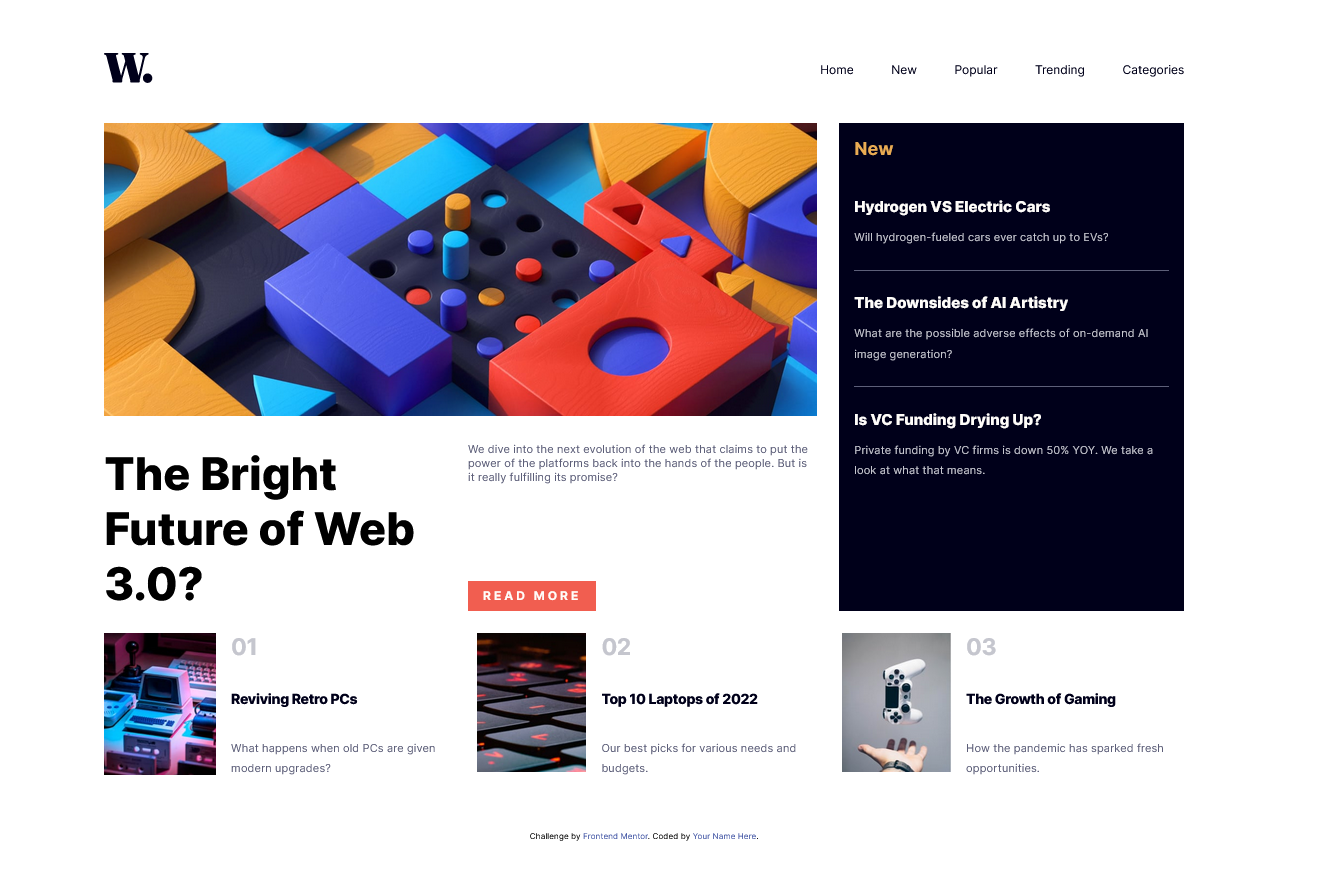 W.
Home New Popular Trending Categories
New
Hydrogen VS Electric Cars
Will hydrogen-fueled cars ever catch up to EVs?
The Downsides of AI Artistry
What are the possible adverse effects of on-demand AI
image generation?
Is VC Funding Drying Up?
Private funding by VC firms is down 50% YOY. We take a
look at what that means.
The Bright
Future of Web
3.0?
We dive into the next evolution of the web that claims to put the
power of the platforms back into the hands of the people. But is
it really fulfilling its promise?
READ MORE
01
Reviving Retro PCs
What happens when old PCs are given
modern upgrades?
02
Top 10 Laptops of 2022
Our best picks for various needs and
budgets.
03
The Growth of Gaming
How the pandemic has sparked fresh
opportunities.
Challenge by Frontend Mentor. Coded by Your Name Here.